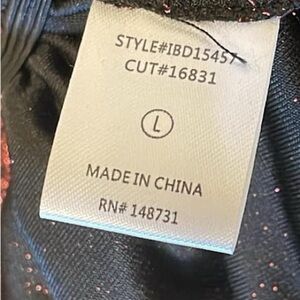 STYLE#IBD15457
CUT#16831
L
MADE IN CHINA
RN# 148731